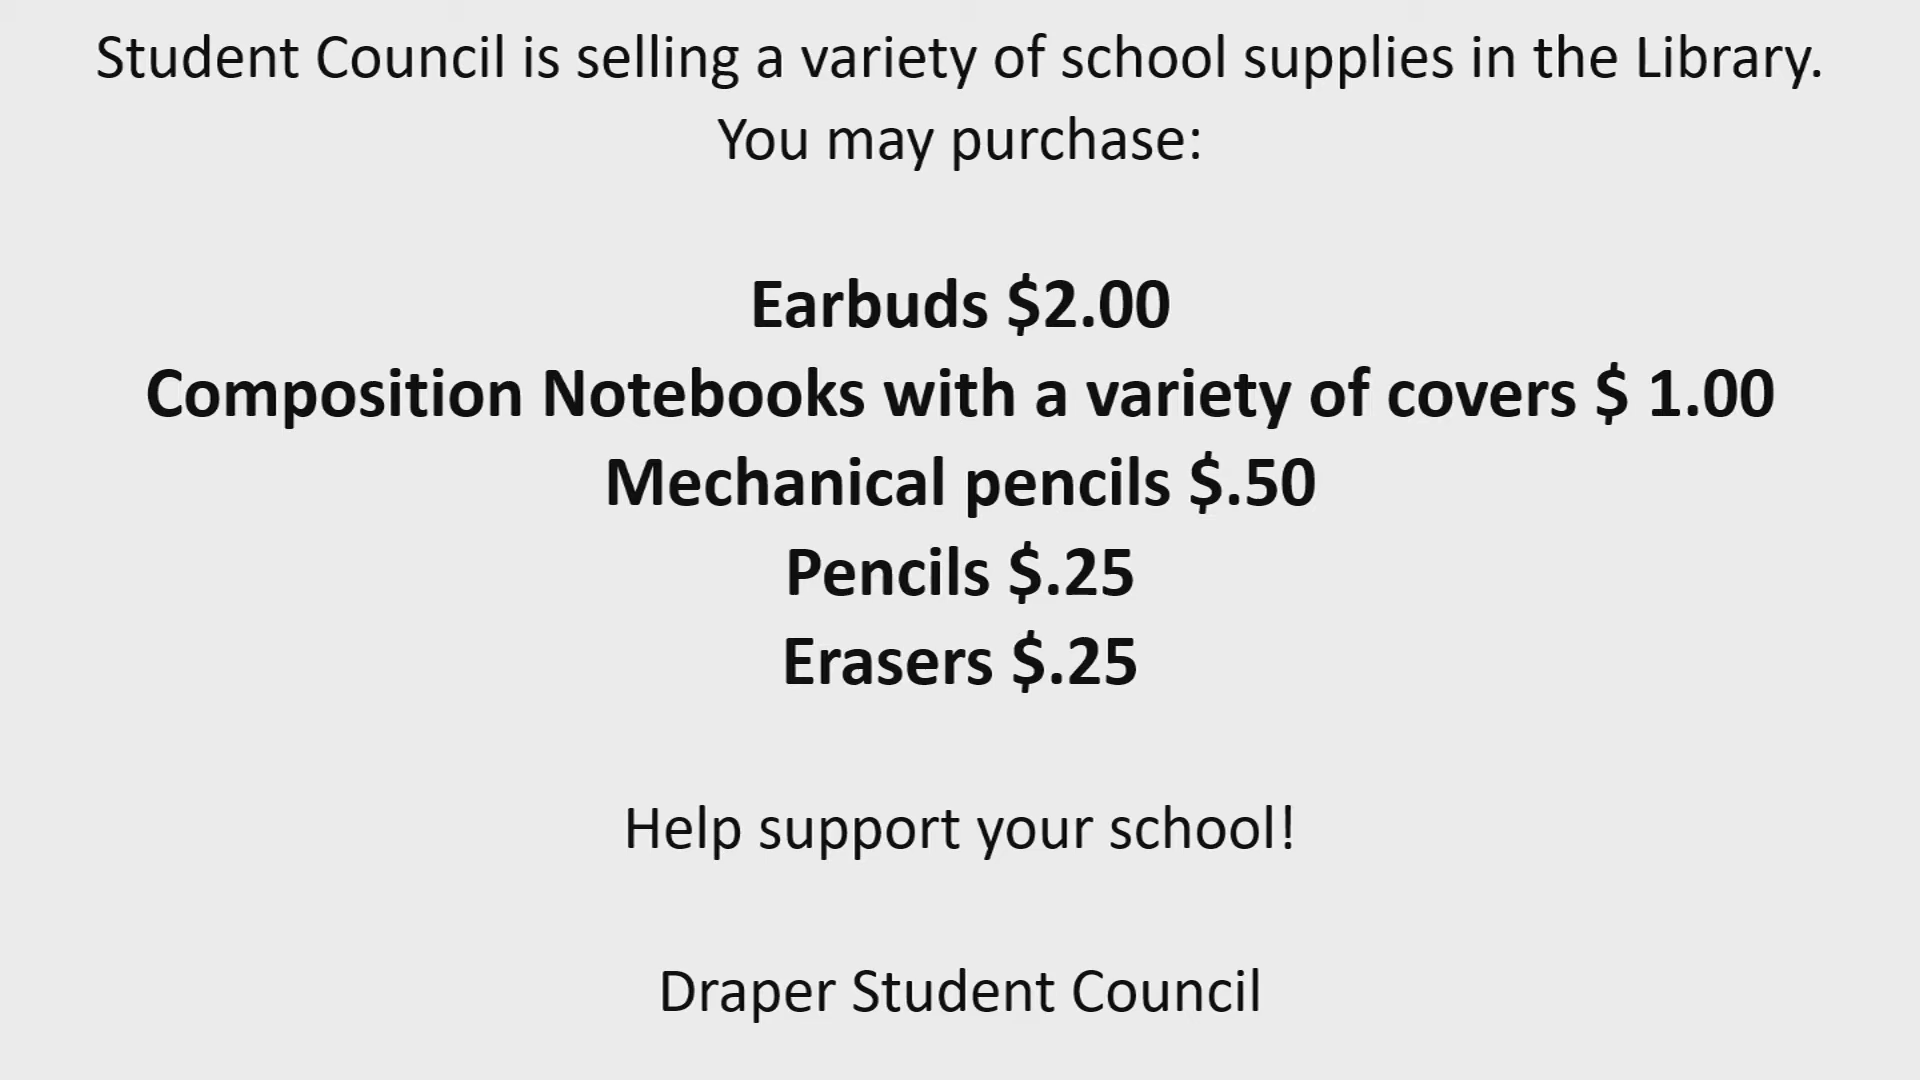 Student Council is selling a variety of school supplies in the Library.
You may purchase:
Earbuds $2.00
Composition Notebooks with a variety of covers $ 1.00
Mechanical pencils $.50
Pencils $.25
Erasers $.25
Help support your school!
Draper Student Council